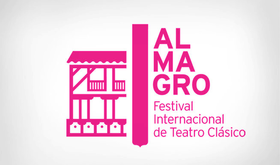 AL
MA
GRO
Festival
Internacional
de Teatro Clásico